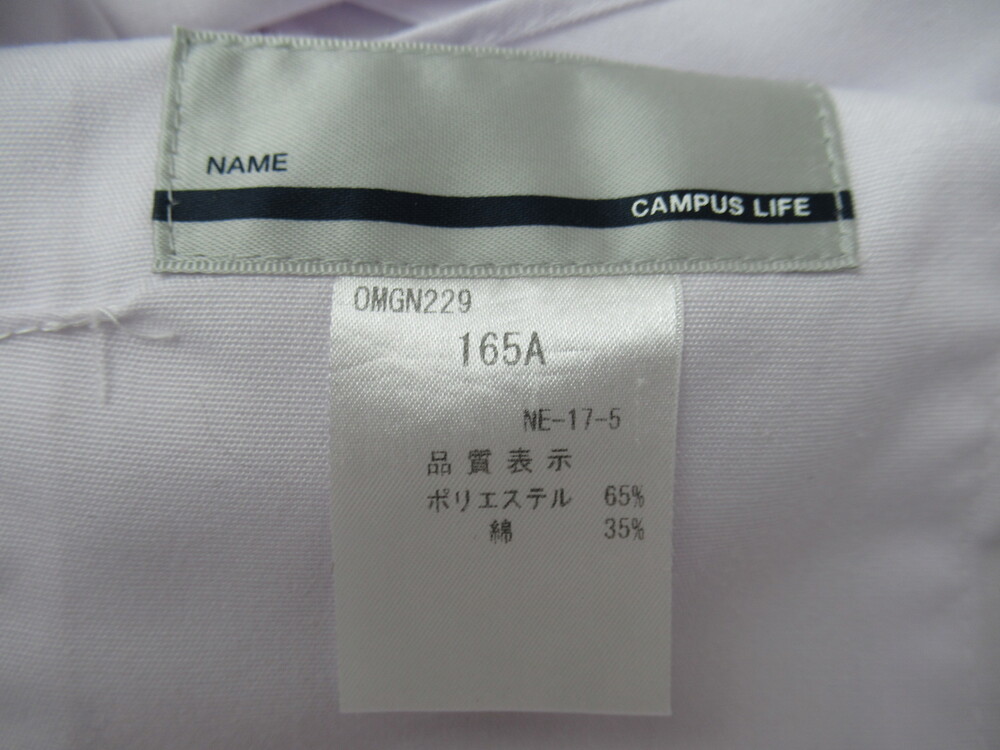 NAME
CAMPUS LIFE
OMGN229
165A
NE-17-5
品質表示
ポリエステル 65%
綿 35%